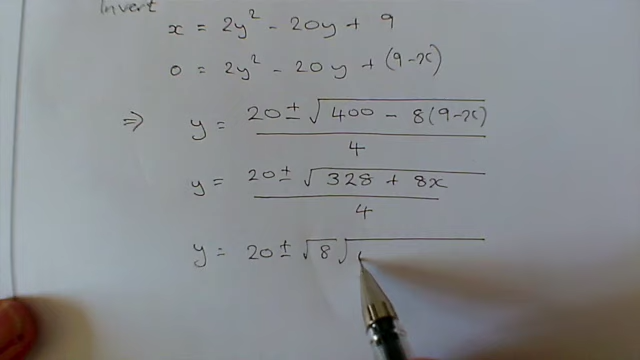 Invert
x = 2y² - 20y + 9
0 = 2y² - 20y + (9-x)
⇒ y = 20 ± √(400 - 8(9-x)) / 4
y = 20 ± √(328 + 8x) / 4
y = 20 ± √8 √